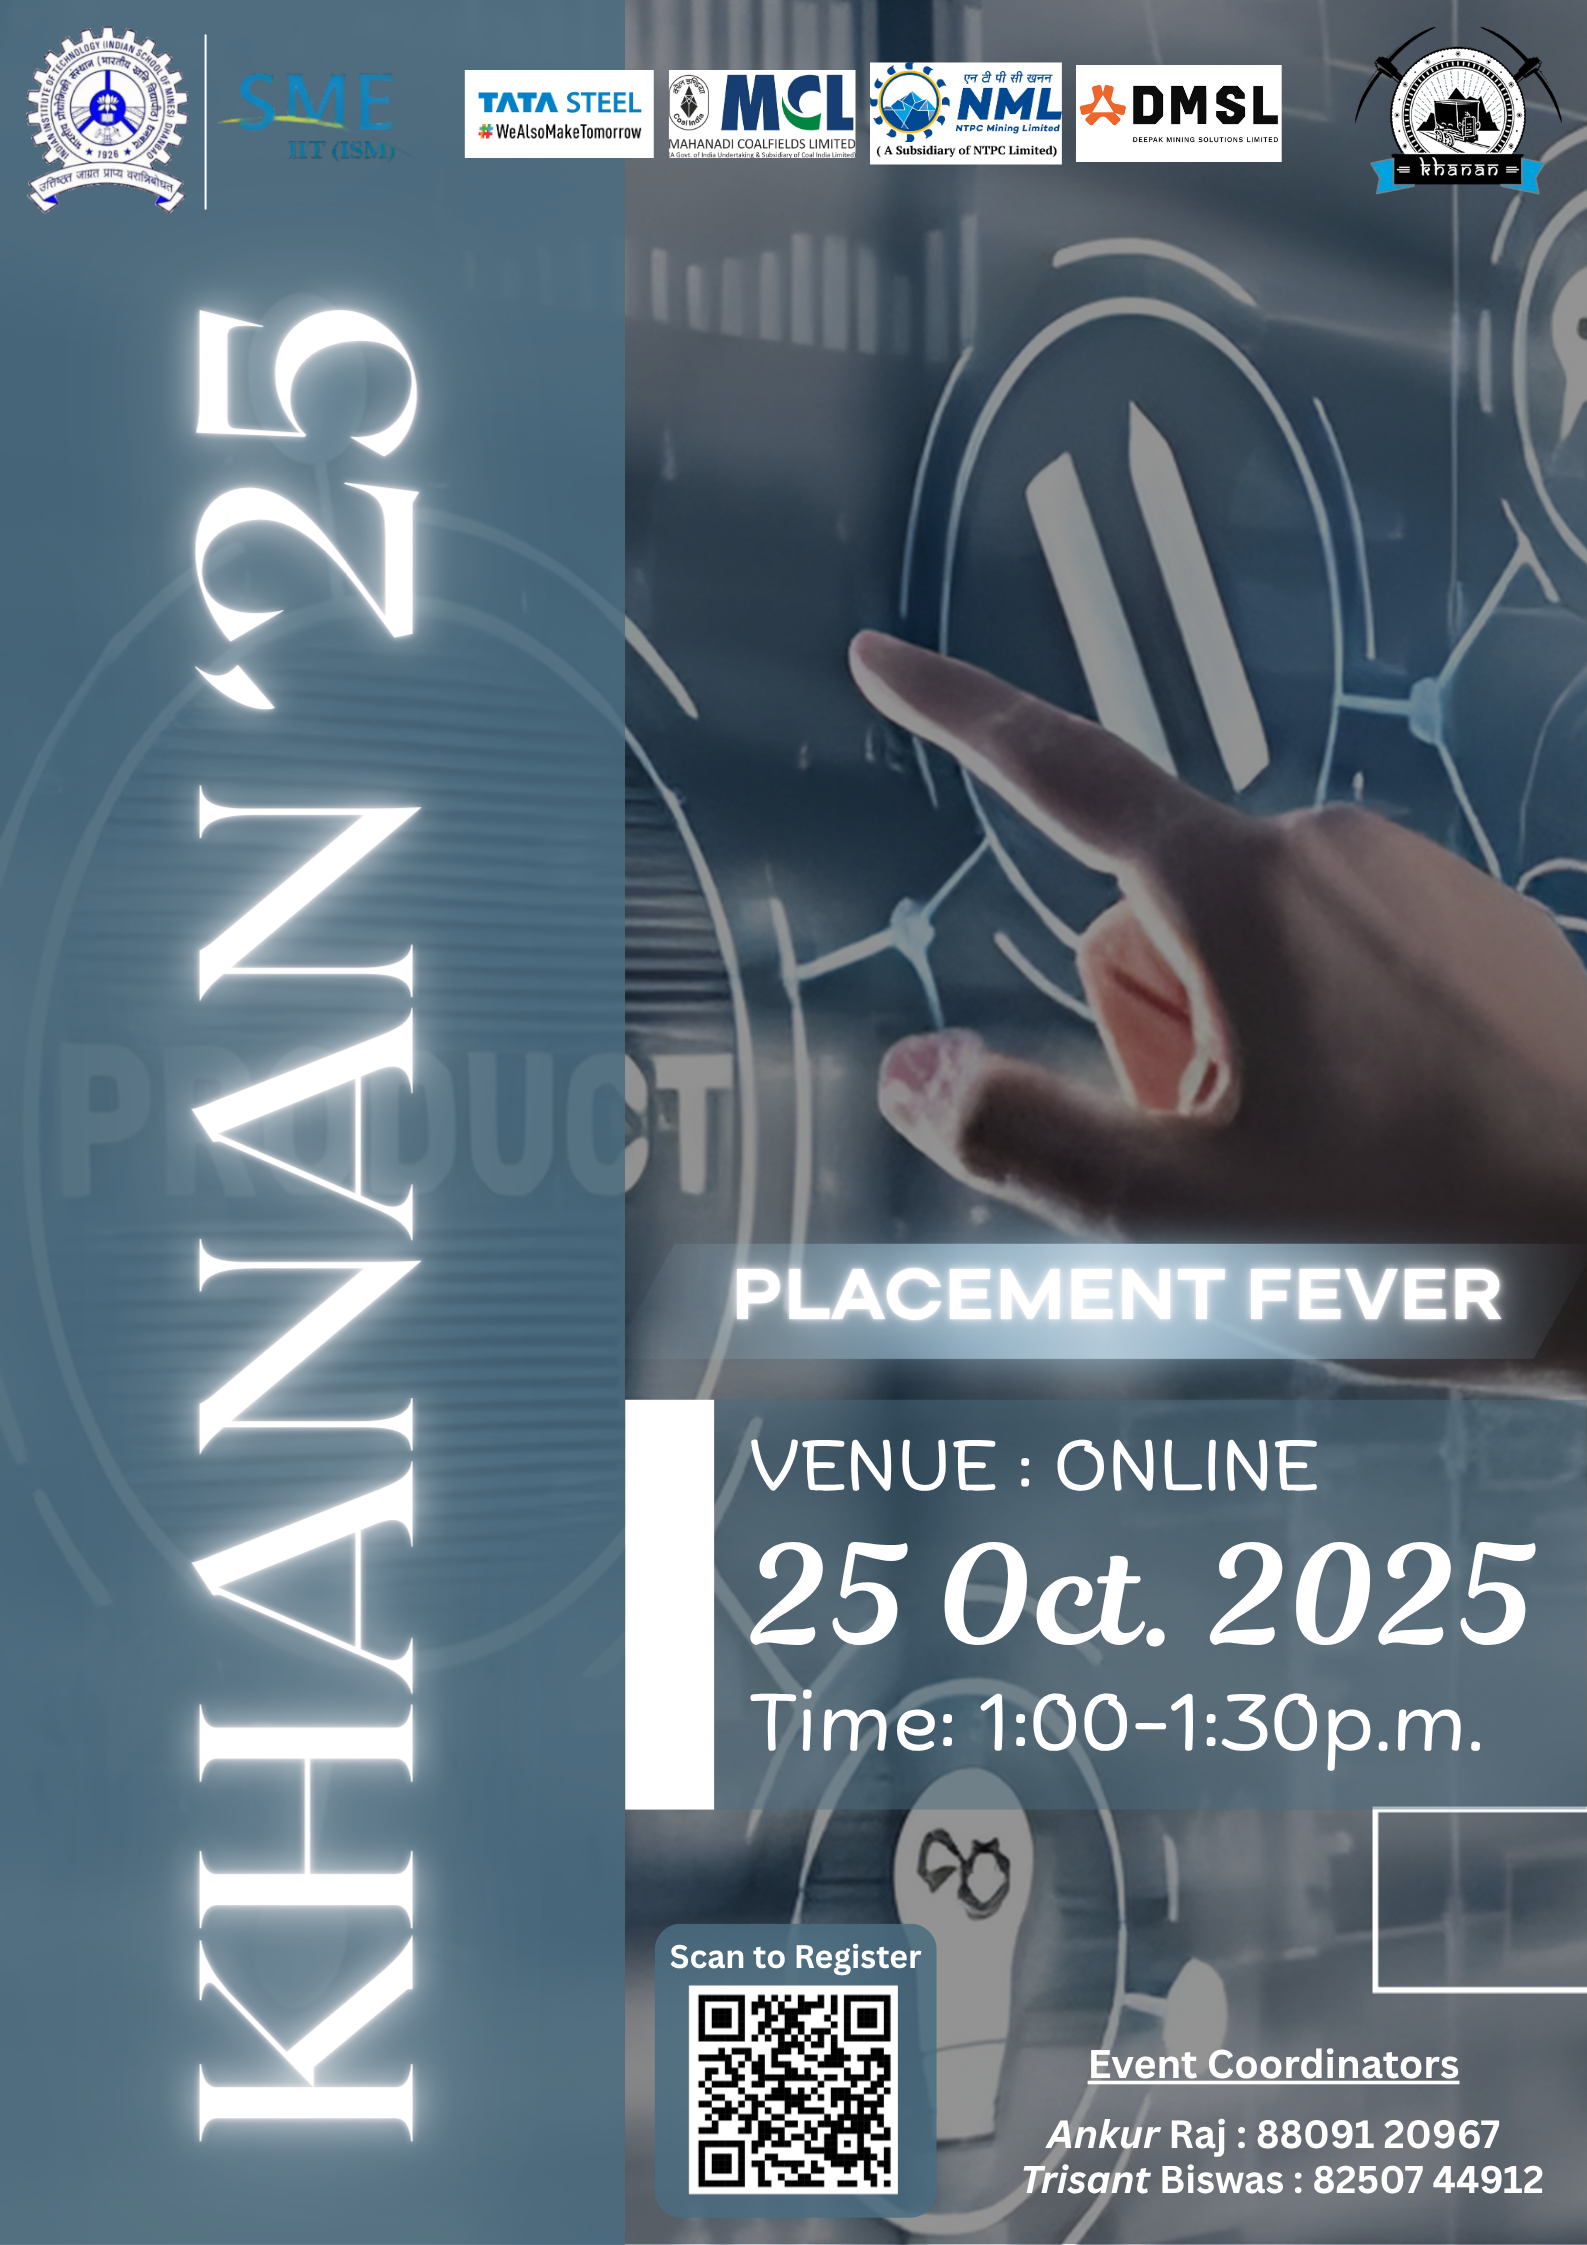 INDIAN INSTITUTE OF TECHNOLOGY (INDIAN SCHOOL OF MINES) DHANBAD
भारतीय प्रौद्योगिकी संस्थान (भारतीय खनि विद्यापीठ) धनबाद
★ 1926 ★
उत्तिष्ठत जाग्रत प्राप्य वरान्निबोधत
SME
IIT (ISM)
TATA STEEL
#WeAlsoMakeTomorrow
Coal India
MCL
MAHANADI COALFIELDS LIMITED
(A Govt. of India Undertaking & Subsidiary of Coal India Limited)
एन टी पी सी खनन
NML
NTPC Mining Limited
( A Subsidiary of NTPC Limited)
DMSL
DEEPAK MINING SOLUTIONS LIMITED
= khanan =
KHANAN '25
PRODUCT
PLACEMENT FEVER
VENUE : ONLINE
25 Oct. 2025
Time: 1:00-1:30p.m.
Scan to Register
Event Coordinators
Ankur Raj : 88091 20967
Trisant Biswas : 82507 44912